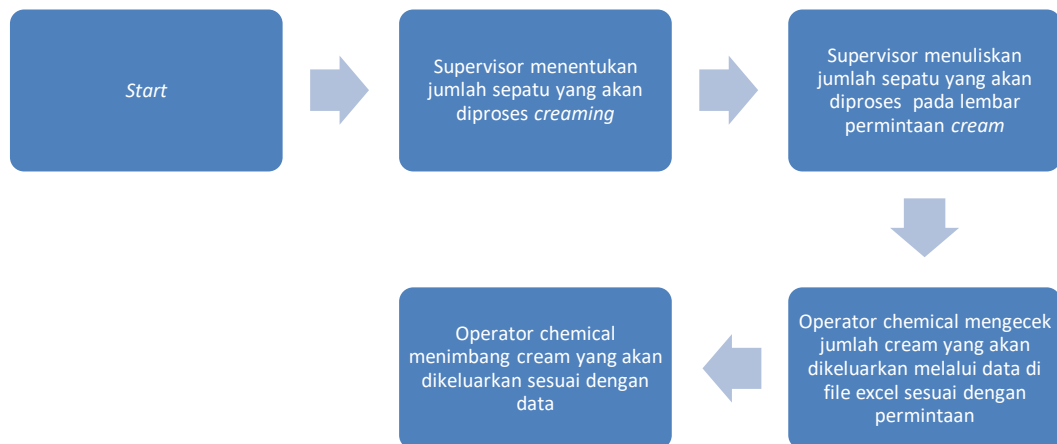 Start
Supervisor menentukan
jumlah sepatu yang akan
diproses creaming
Supervisor menuliskan
jumlah sepatu yang akan
diproses pada lembar
permintaan cream
Operator chemical mengecek
jumlah cream yang akan
dikeluarkan melalui data di
file excel sesuai dengan
permintaan
Operator chemical
menimbang cream yang akan
dikeluarkan sesuai dengan
data